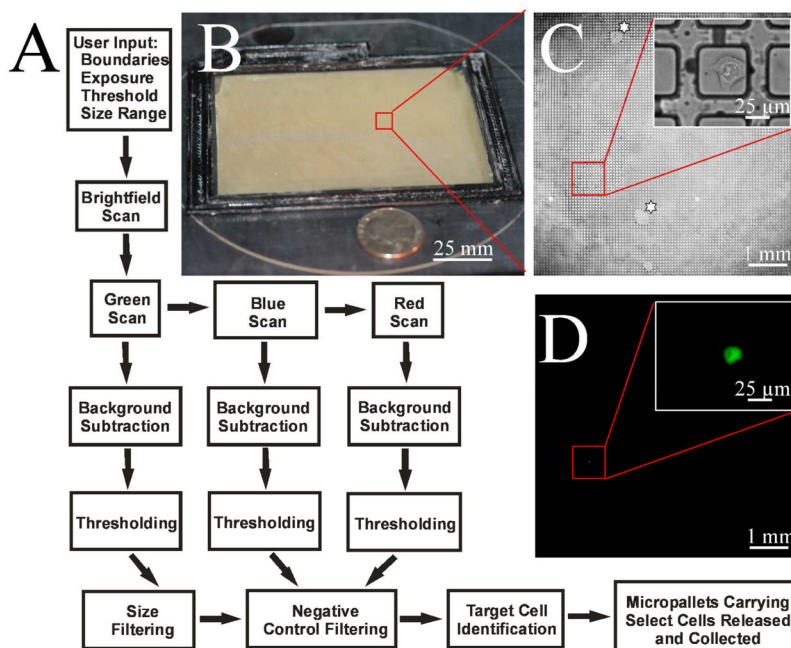 A
User Input:
Boundaries
Exposure
Threshold
Size Range
Brightfield
Scan
Green
Scan
Blue
Scan
Red
Scan
Background
Subtraction
Background
Subtraction
Background
Subtraction
Thresholding
Thresholding
Thresholding
Size
Filtering
Negative
Control Filtering
Target Cell
Identification
Micropallets Carrying
Select Cells Released
and Collected
B
25 mm
C
25 µm
1 mm
D
25 µm
1 mm